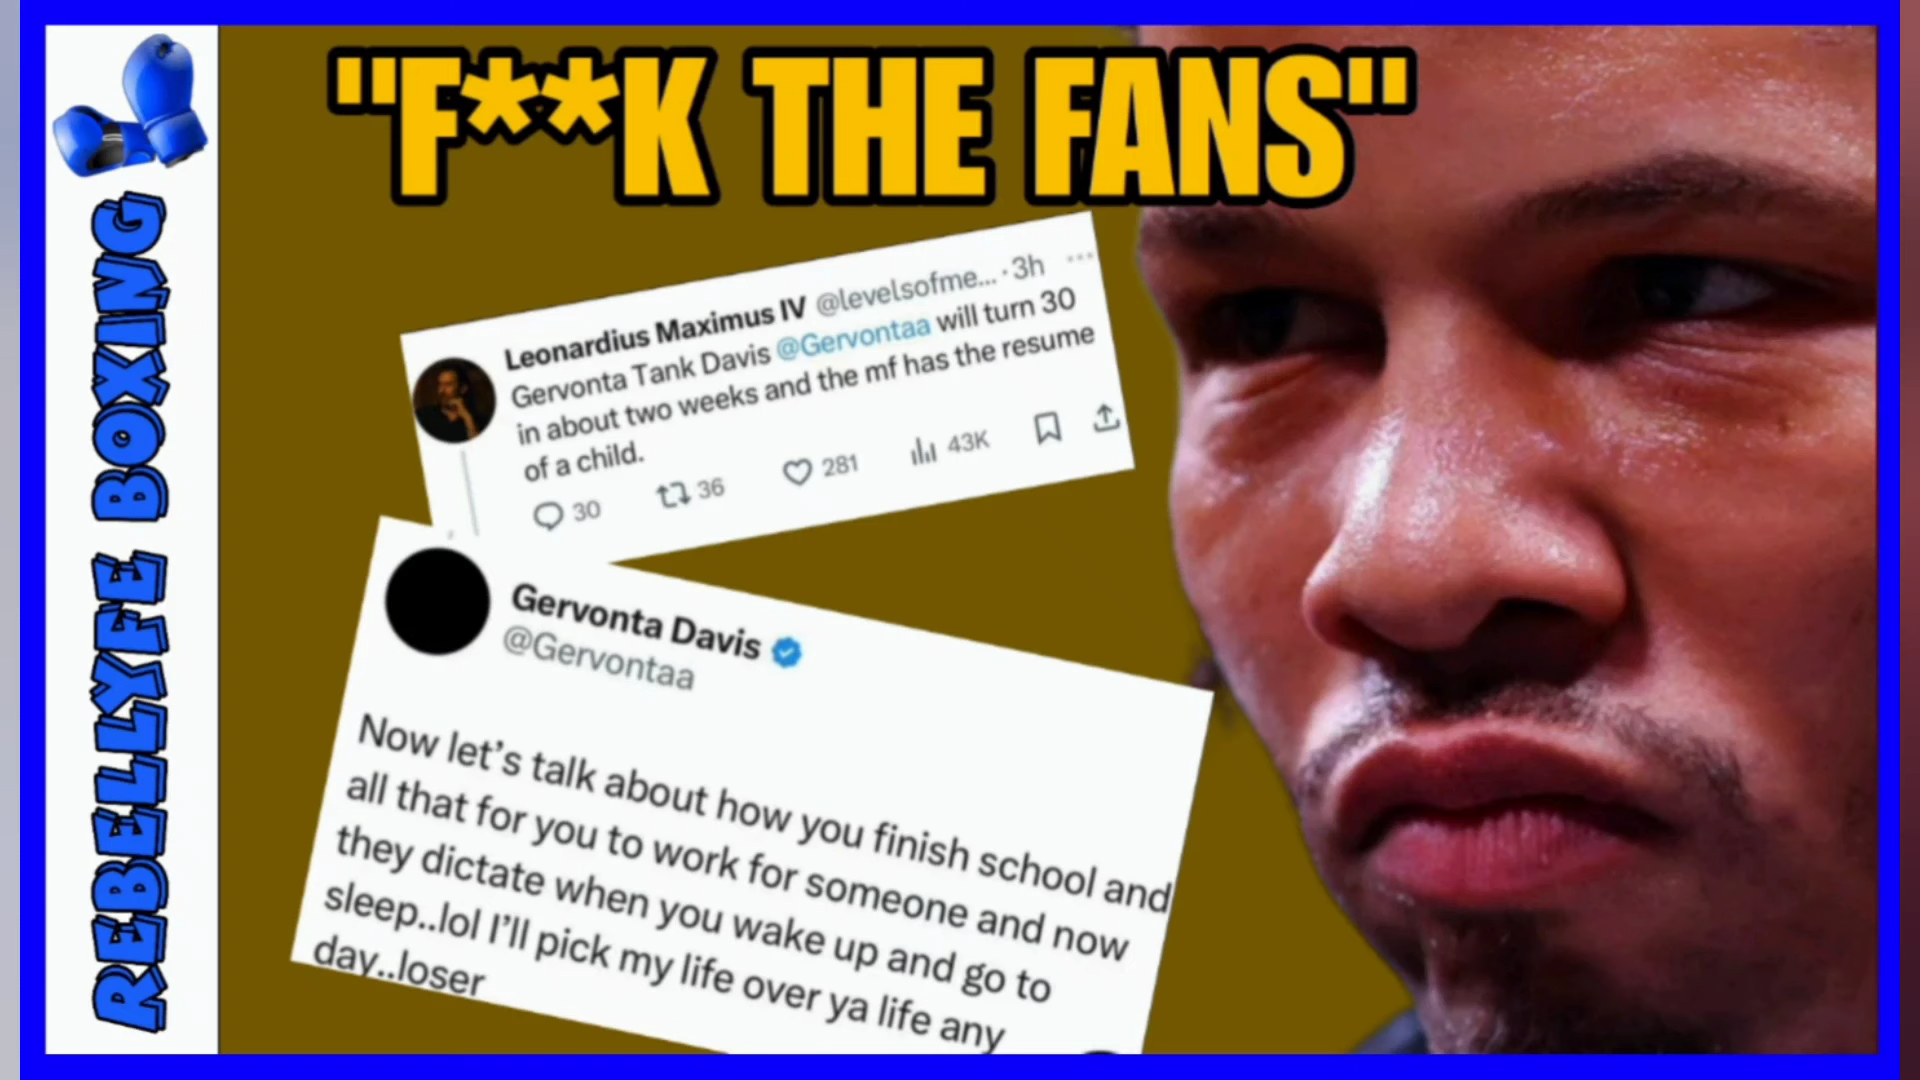 "F**K THE FANS"
REBELLYFE BOXING
Leonardius Maximus IV @levelsofme... · 3h ...
Gervonta Tank Davis @Gervontaa will turn 30
in about two weeks and the mf has the resume
of a child.
30 36 281 43K
Gervonta Davis
@Gervontaa
Now let's talk about how you finish school and
all that for you to work for someone and now
they dictate when you wake up and go to
sleep..lol I'll pick my life over ya life any
day..loser